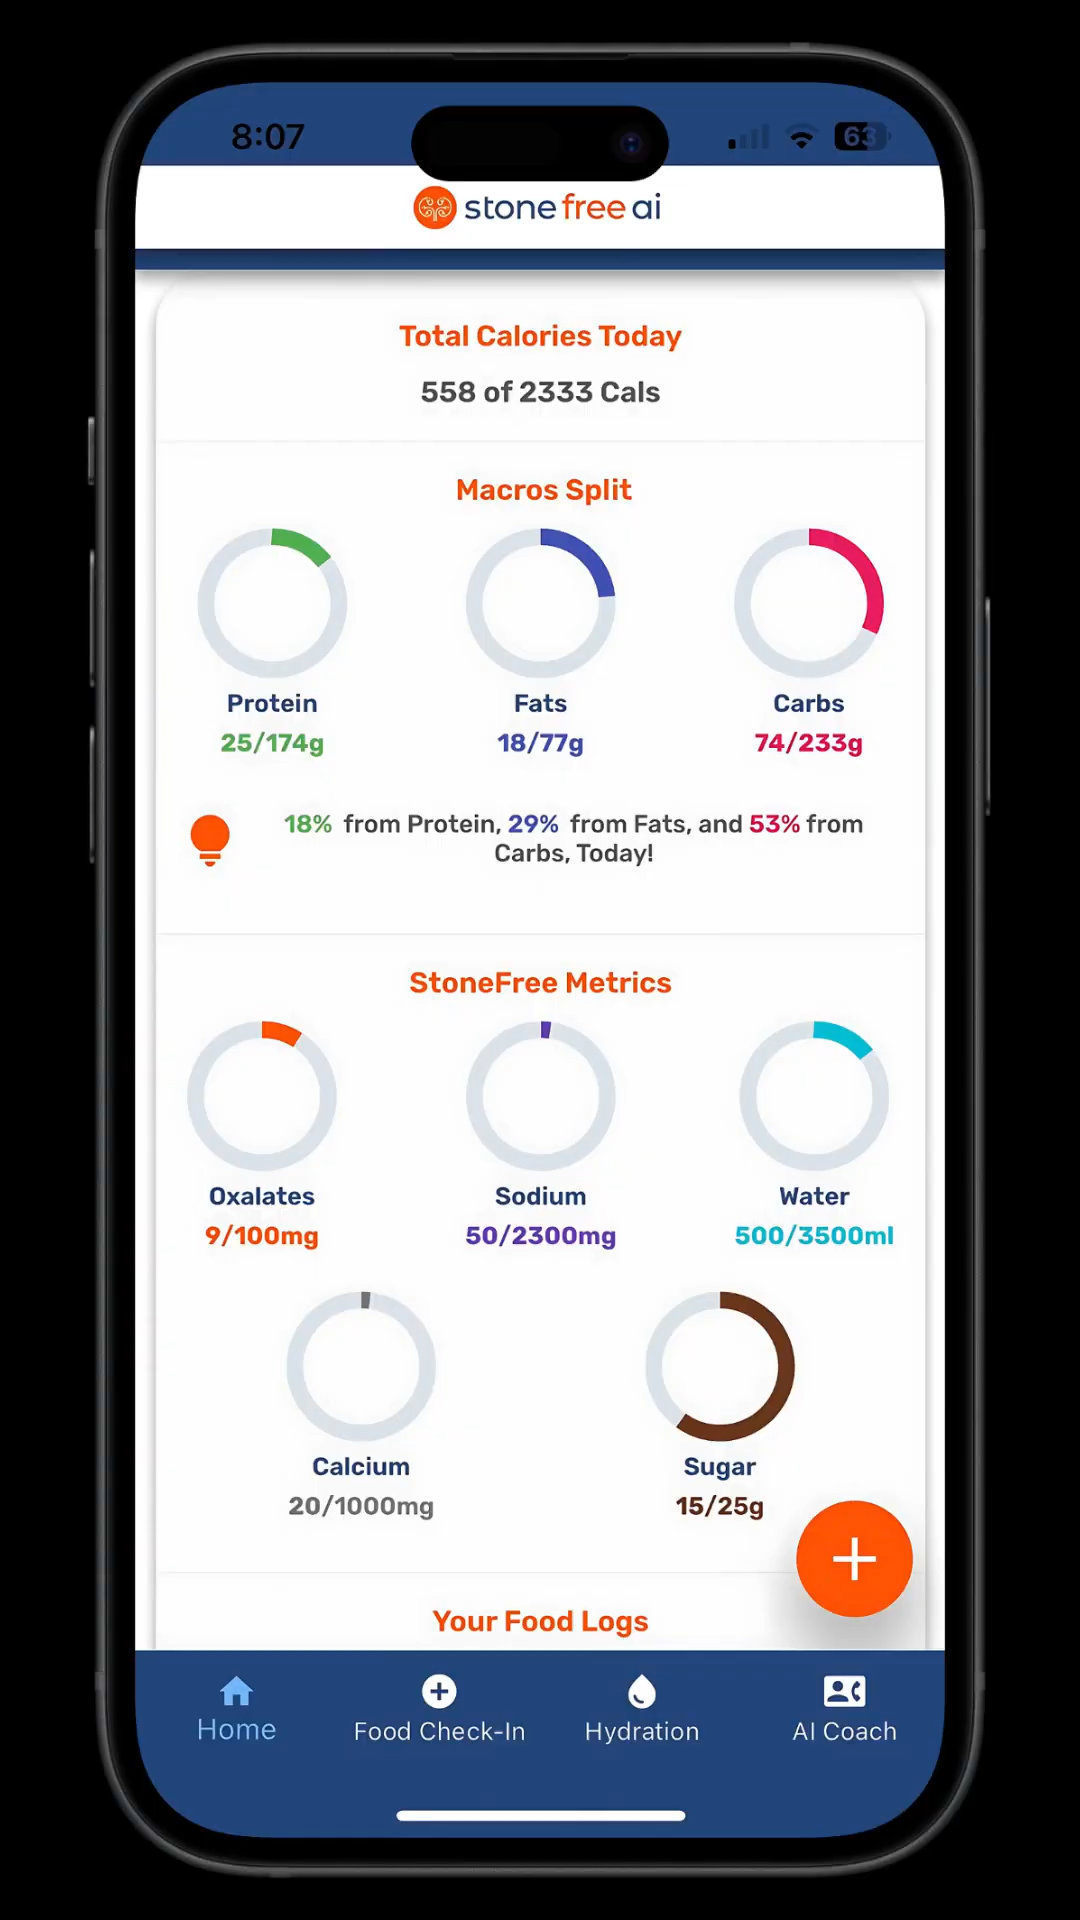 8:07
63
stonefree ai
Total Calories Today
558 of 2333 Cals
Macros Split
Protein
25/174g
Fats
18/77g
Carbs
74/233g
18% from Protein, 29% from Fats, and 53% from
Carbs, Today!
StoneFree Metrics
Oxalates
9/100mg
Sodium
50/2300mg
Water
500/3500ml
Calcium
20/1000mg
Sugar
15/25g
Your Food Logs
Home
Food Check-In
Hydration
AI Coach